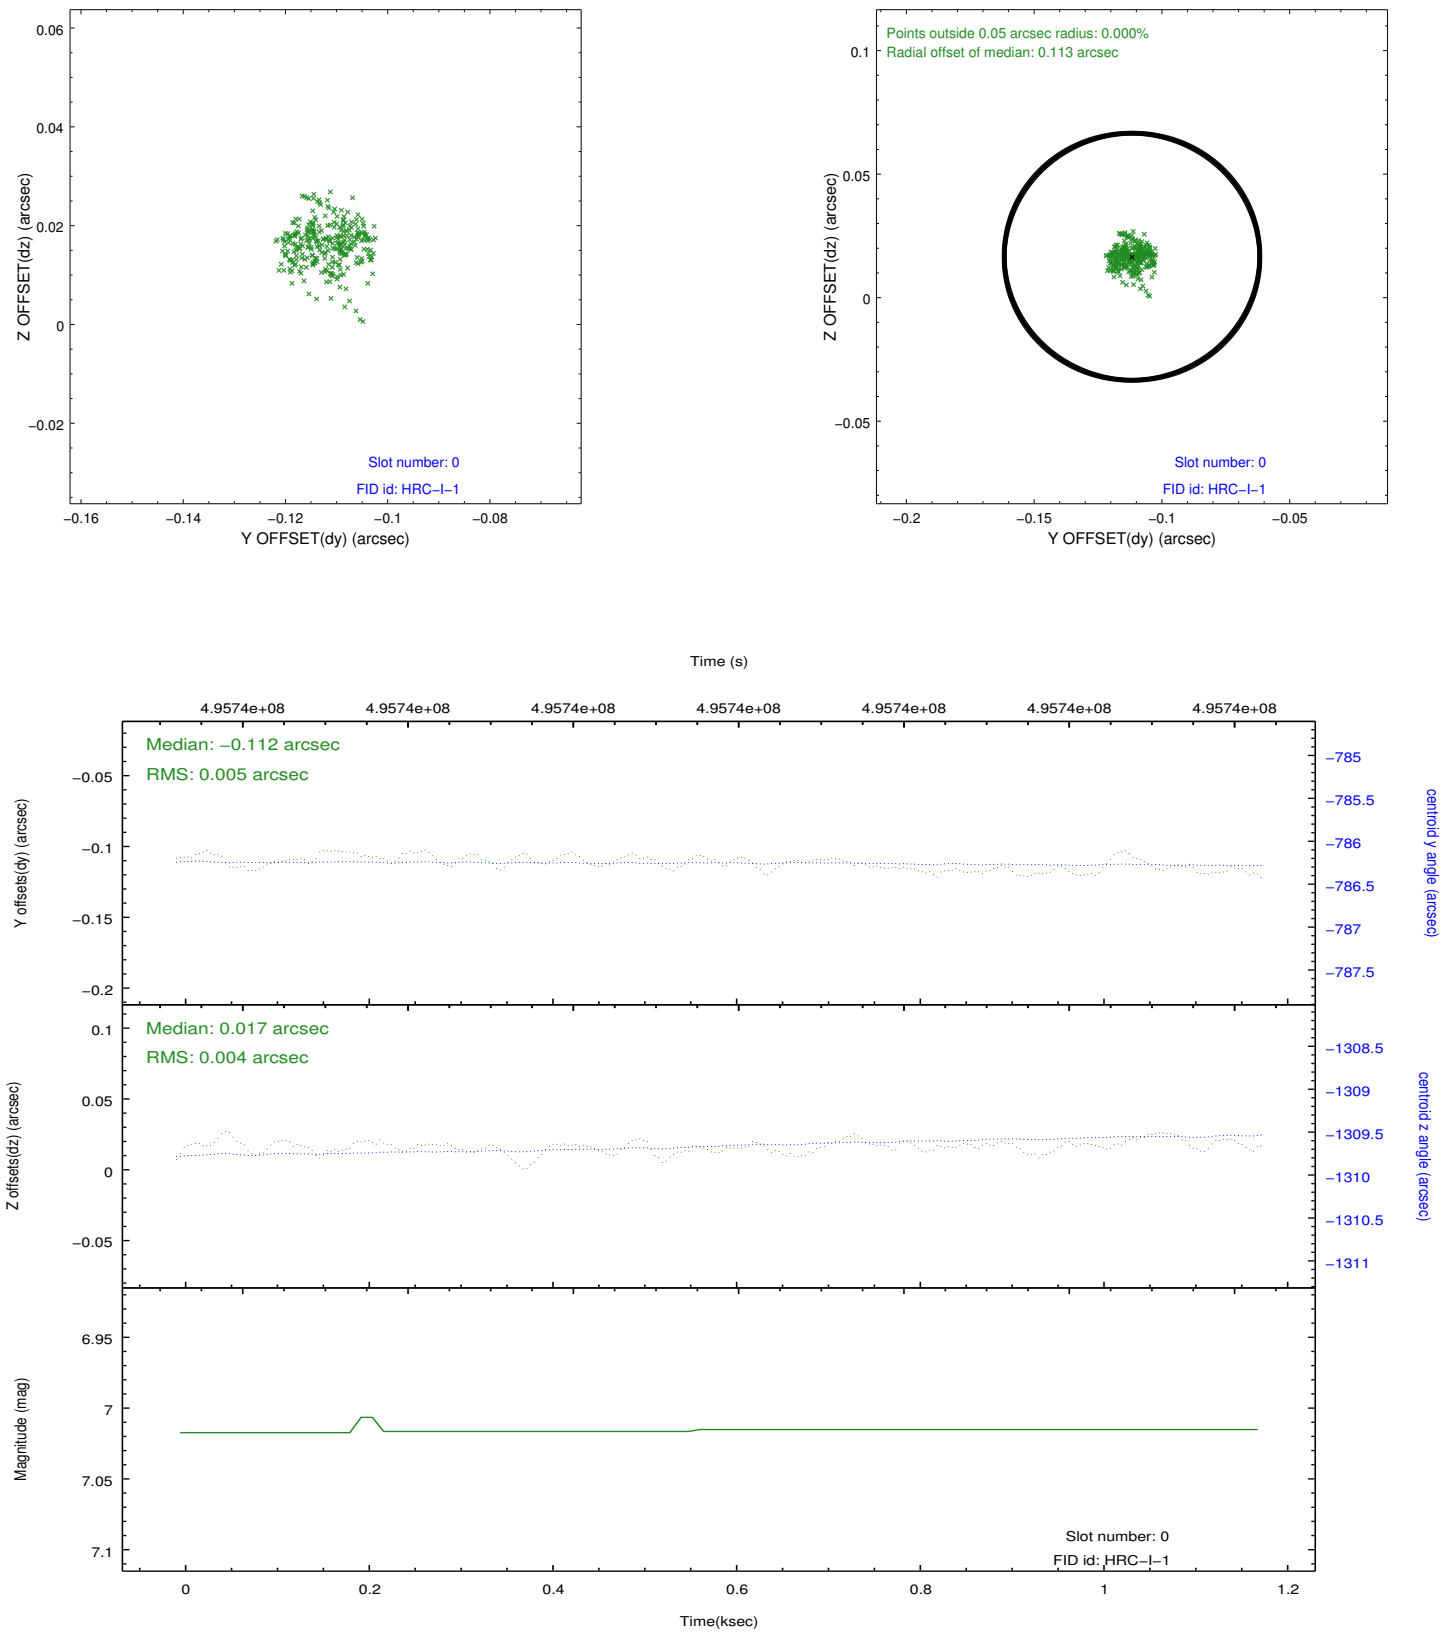 0.06
0.04
0.02
0
−0.02
Z OFFSET(dz) (arcsec)
Slot number: 0
FID id: HRC−I−1
−0.16
−0.14
−0.12
−0.1
−0.08
Y OFFSET(dy) (arcsec)
Points outside 0.05 arcsec radius: 0.000%
Radial offset of median: 0.113 arcsec
0.1
0.05
0
−0.05
Z OFFSET(dz) (arcsec)
Slot number: 0
FID id: HRC−I−1
−0.2
−0.15
−0.1
−0.05
Y OFFSET(dy) (arcsec)
Time (s)
4.9574e+08
4.9574e+08
4.9574e+08
4.9574e+08
4.9574e+08
4.9574e+08
4.9574e+08
Median: −0.112 arcsec
RMS: 0.005 arcsec
−0.05
−0.1
−0.15
−0.2
Y offsets(dy) (arcsec)
−785
−785.5
−786
−786.5
−787
−787.5
centroid y angle (arcsec)
Median: 0.017 arcsec
RMS: 0.004 arcsec
0.1
0.05
0
−0.05
Z offsets(dz) (arcsec)
−1308.5
−1309
−1309.5
−1310
−1310.5
−1311
centroid z angle (arcsec)
6.95
7
7.05
7.1
Magnitude (mag)
Slot number: 0
FID id: HRC−I−1
0
0.2
0.4
0.6
0.8
1
1.2
Time(ksec)